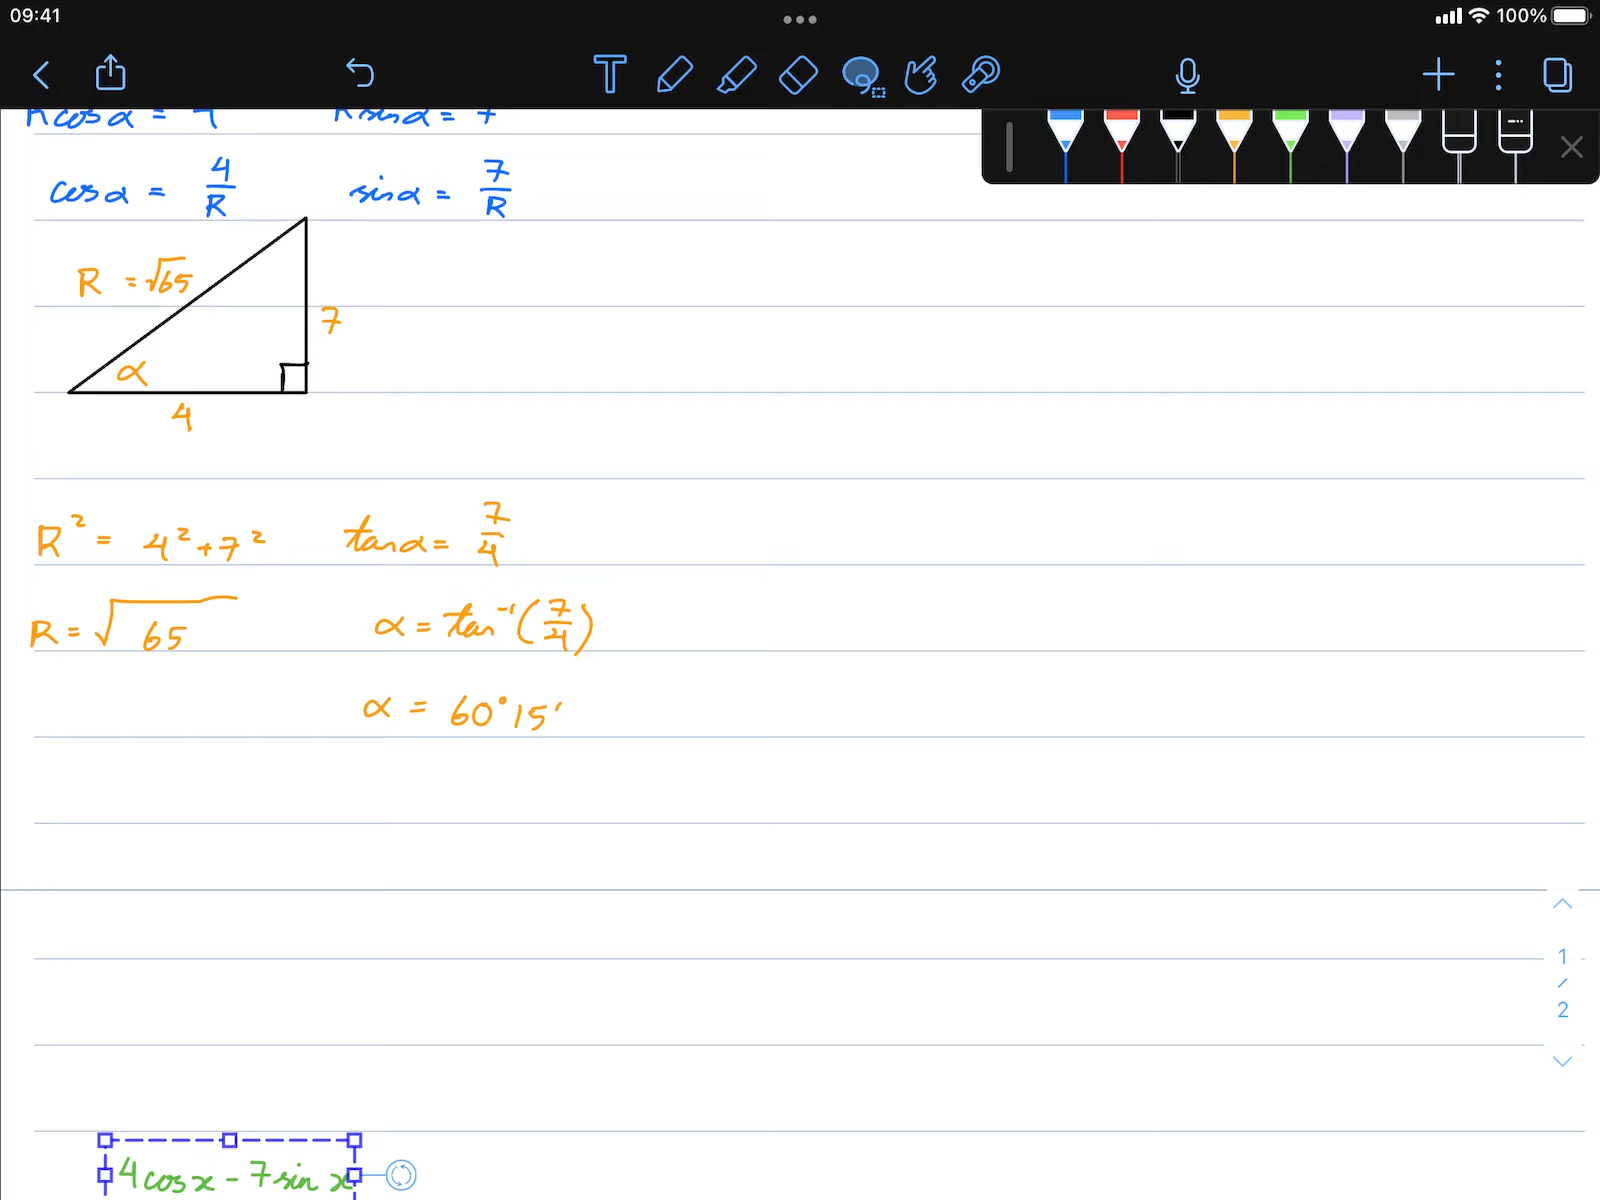 09:41 100%
R cos α = 4 R sin α = 7
cos α = 4/R sin α = 7/R
R = √65
7
α
4
R² = 4² + 7² tan α = 7/4
R = √65 α = tan⁻¹(7/4)
α = 60°15'
1
/
2
4 cos x - 7 sin x